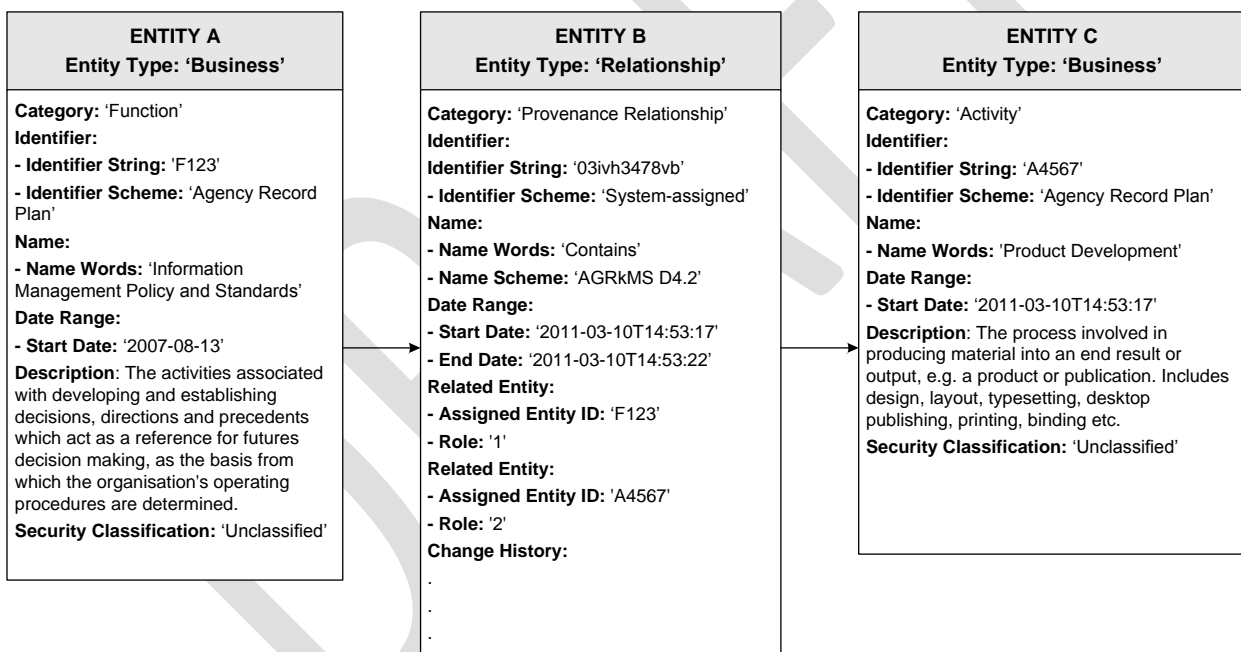 ENTITY A
Entity Type: ‘Business’
Category: ‘Function’
Identifier:
- Identifier String: 'F123'
- Identifier Scheme: ‘Agency Record
Plan’
Name:
- Name Words: ‘Information
Management Policy and Standards’
Date Range:
- Start Date: ‘2007-08-13’
Description: The activities associated
with developing and establishing
decisions, directions and precedents
which act as a reference for futures
decision making, as the basis from
which the organisation's operating
procedures are determined.
Security Classification: ‘Unclassified’
ENTITY B
Entity Type: ‘Relationship’
Category: ‘Provenance Relationship’
Identifier:
Identifier String: ‘03ivh3478vb’
- Identifier Scheme: ‘System-assigned’
Name:
- Name Words: ‘Contains’
- Name Scheme: ‘AGRkMS D4.2’
Date Range:
- Start Date: ‘2011-03-10T14:53:17’
- End Date: ‘2011-03-10T14:53:22’
Related Entity:
- Assigned Entity ID: ‘F123’
- Role: '1’
Related Entity:
- Assigned Entity ID: 'A4567’
- Role: ‘2’
Change History:
.
.
.
ENTITY C
Entity Type: ‘Business’
Category: ‘Activity’
Identifier:
- Identifier String: ‘A4567’
- Identifier Scheme: ‘Agency Record Plan’
Name:
- Name Words: 'Product Development’
Date Range:
- Start Date: ‘2011-03-10T14:53:17’
Description: The process involved in
producing material into an end result or
output, e.g. a product or publication. Includes
design, layout, typesetting, desktop
publishing, printing, binding etc.
Security Classification: ‘Unclassified’